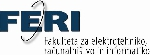 FERI
Fakulteta za elektrotehniko,
računalništvo in informatiko